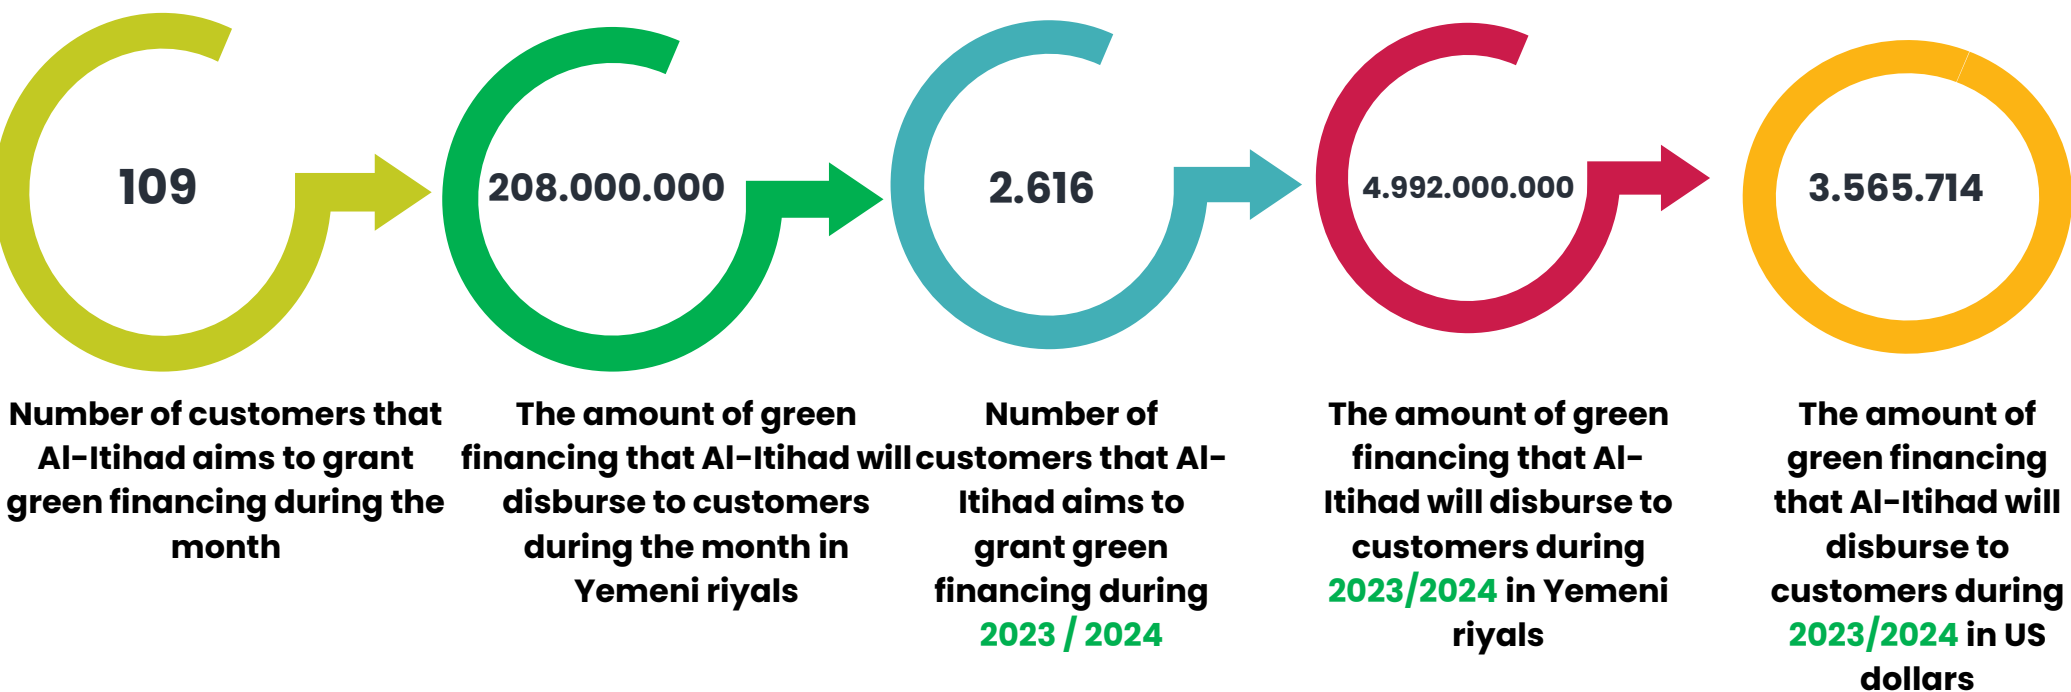 109
Number of customers that
Al-Itihad aims to grant
green financing during the
month
208.000.000
The amount of green
financing that Al-Itihad will
disburse to customers
during the month in
Yemeni riyals
2.616
Number of
customers that Al-
Itihad aims to
grant green
financing during
2023 / 2024
4.992.000.000
The amount of green
financing that Al-
Itihad will disburse to
customers during
2023/2024 in Yemeni
riyals
3.565.714
The amount of
green financing
that Al-Itihad will
disburse to
customers during
2023/2024 in US
dollars